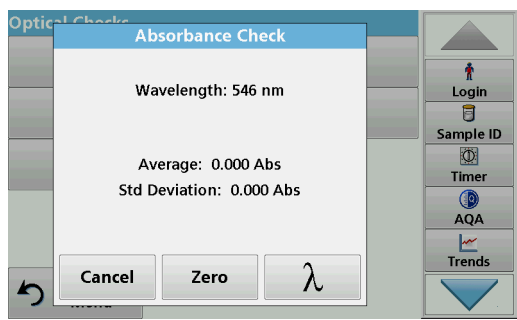 Optic
Absorbance Check
Wavelength: 546 nm
Average: 0.000 Abs
Std Deviation: 0.000 Abs
Cancel
Zero
λ
Login
Sample ID
Timer
AQA
Trends